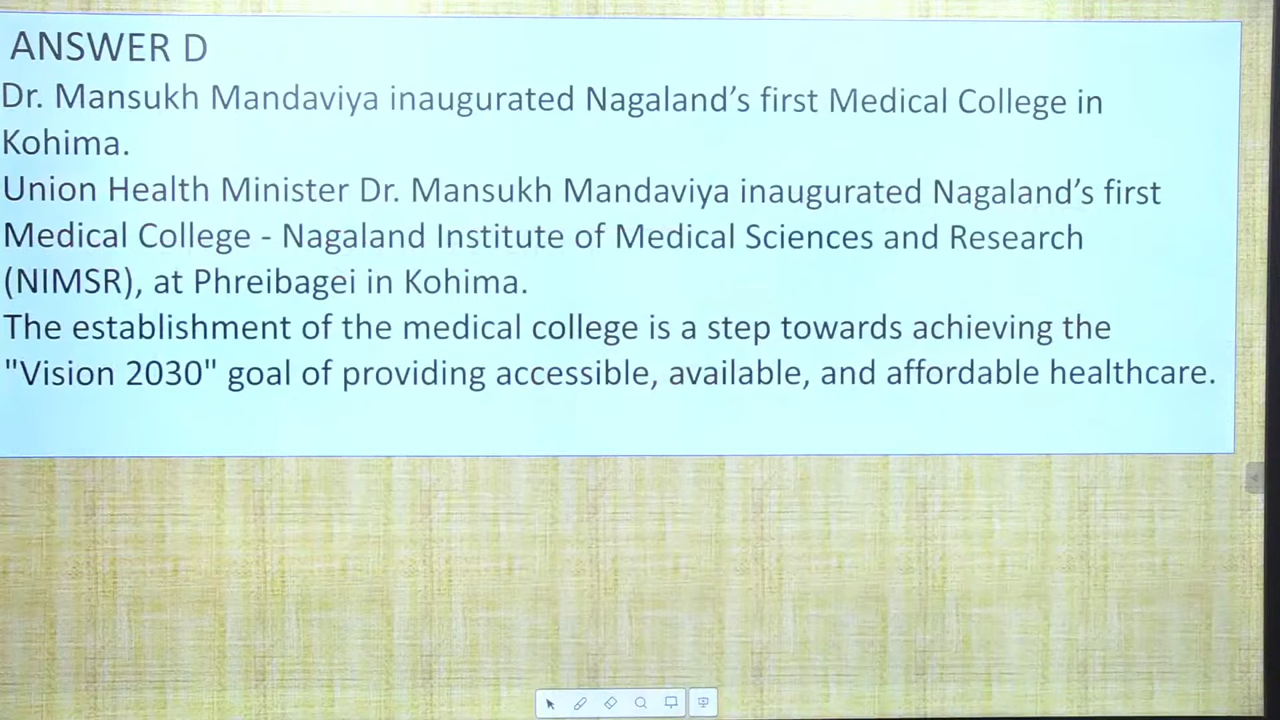 ANSWER D
Dr. Mansukh Mandaviya inaugurated Nagaland’s first Medical College in
Kohima.
Union Health Minister Dr. Mansukh Mandaviya inaugurated Nagaland’s first
Medical College - Nagaland Institute of Medical Sciences and Research
(NIMSR), at Phreibagei in Kohima.
The establishment of the medical college is a step towards achieving the
"Vision 2030" goal of providing accessible, available, and affordable healthcare.